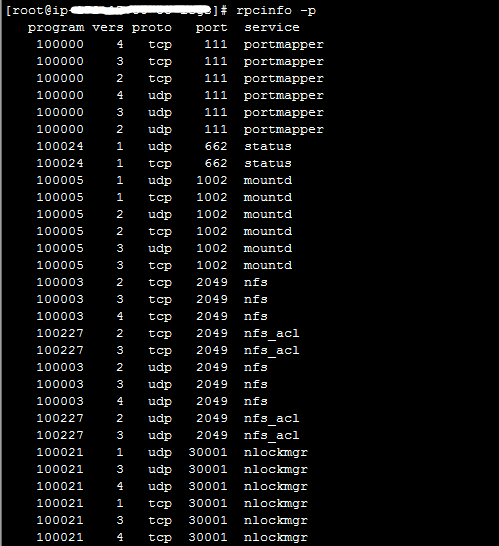 [root@ip- ]# rpcinfo -p
program vers proto port service
100000 4 tcp 111 portmapper
100000 3 tcp 111 portmapper
100000 2 tcp 111 portmapper
100000 4 udp 111 portmapper
100000 3 udp 111 portmapper
100000 2 udp 111 portmapper
100024 1 udp 662 status
100024 1 tcp 662 status
100005 1 udp 1002 mountd
100005 1 tcp 1002 mountd
100005 2 udp 1002 mountd
100005 2 tcp 1002 mountd
100005 3 udp 1002 mountd
100005 3 tcp 1002 mountd
100003 2 tcp 2049 nfs
100003 3 tcp 2049 nfs
100003 4 tcp 2049 nfs
100227 2 tcp 2049 nfs_acl
100227 3 tcp 2049 nfs_acl
100003 2 udp 2049 nfs
100003 3 udp 2049 nfs
100003 4 udp 2049 nfs
100227 2 udp 2049 nfs_acl
100227 3 udp 2049 nfs_acl
100021 1 udp 30001 nlockmgr
100021 3 udp 30001 nlockmgr
100021 4 udp 30001 nlockmgr
100021 1 tcp 30001 nlockmgr
100021 3 tcp 30001 nlockmgr
100021 4 tcp 30001 nlockmgr